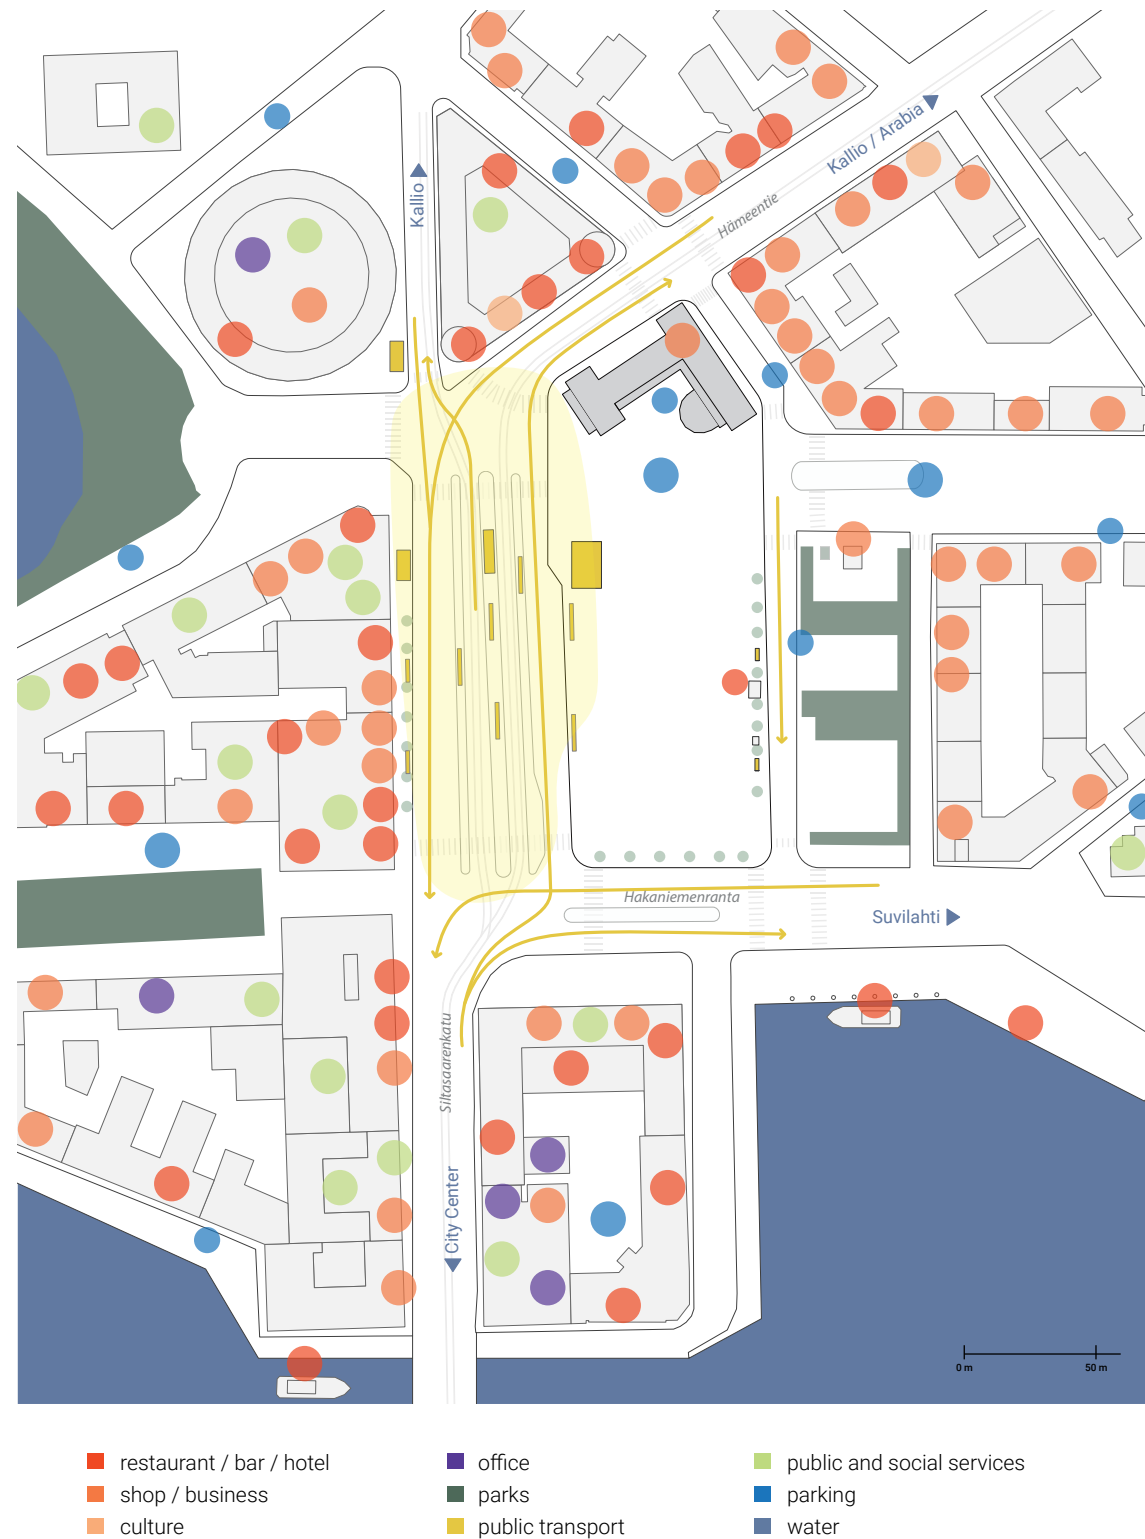 Kallio / Arabia
Kallio
Hämeentie
Hakaniemenranta
Suvilahti
Siltasaarenkatu
City Center
0 m
50 m
restaurant / bar / hotel
shop / business
culture
office
parks
public transport
public and social services
parking
water